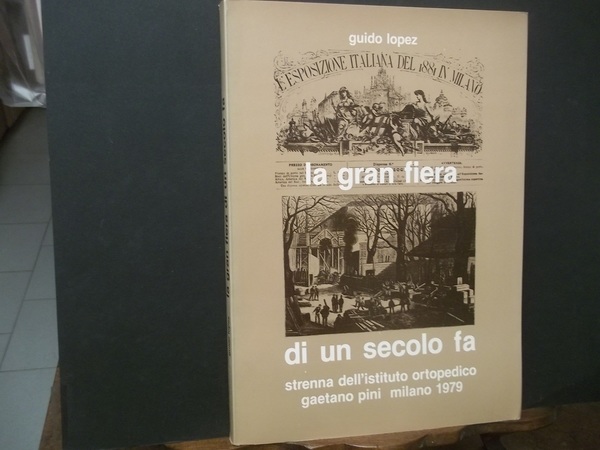 guido lopez
L'ESPOSIZIONE ITALIANA DEL 1881 IN MILANO
la gran fiera
di un secolo fa
strenna dell'istituto ortopedico
gaetano pini milano 1979